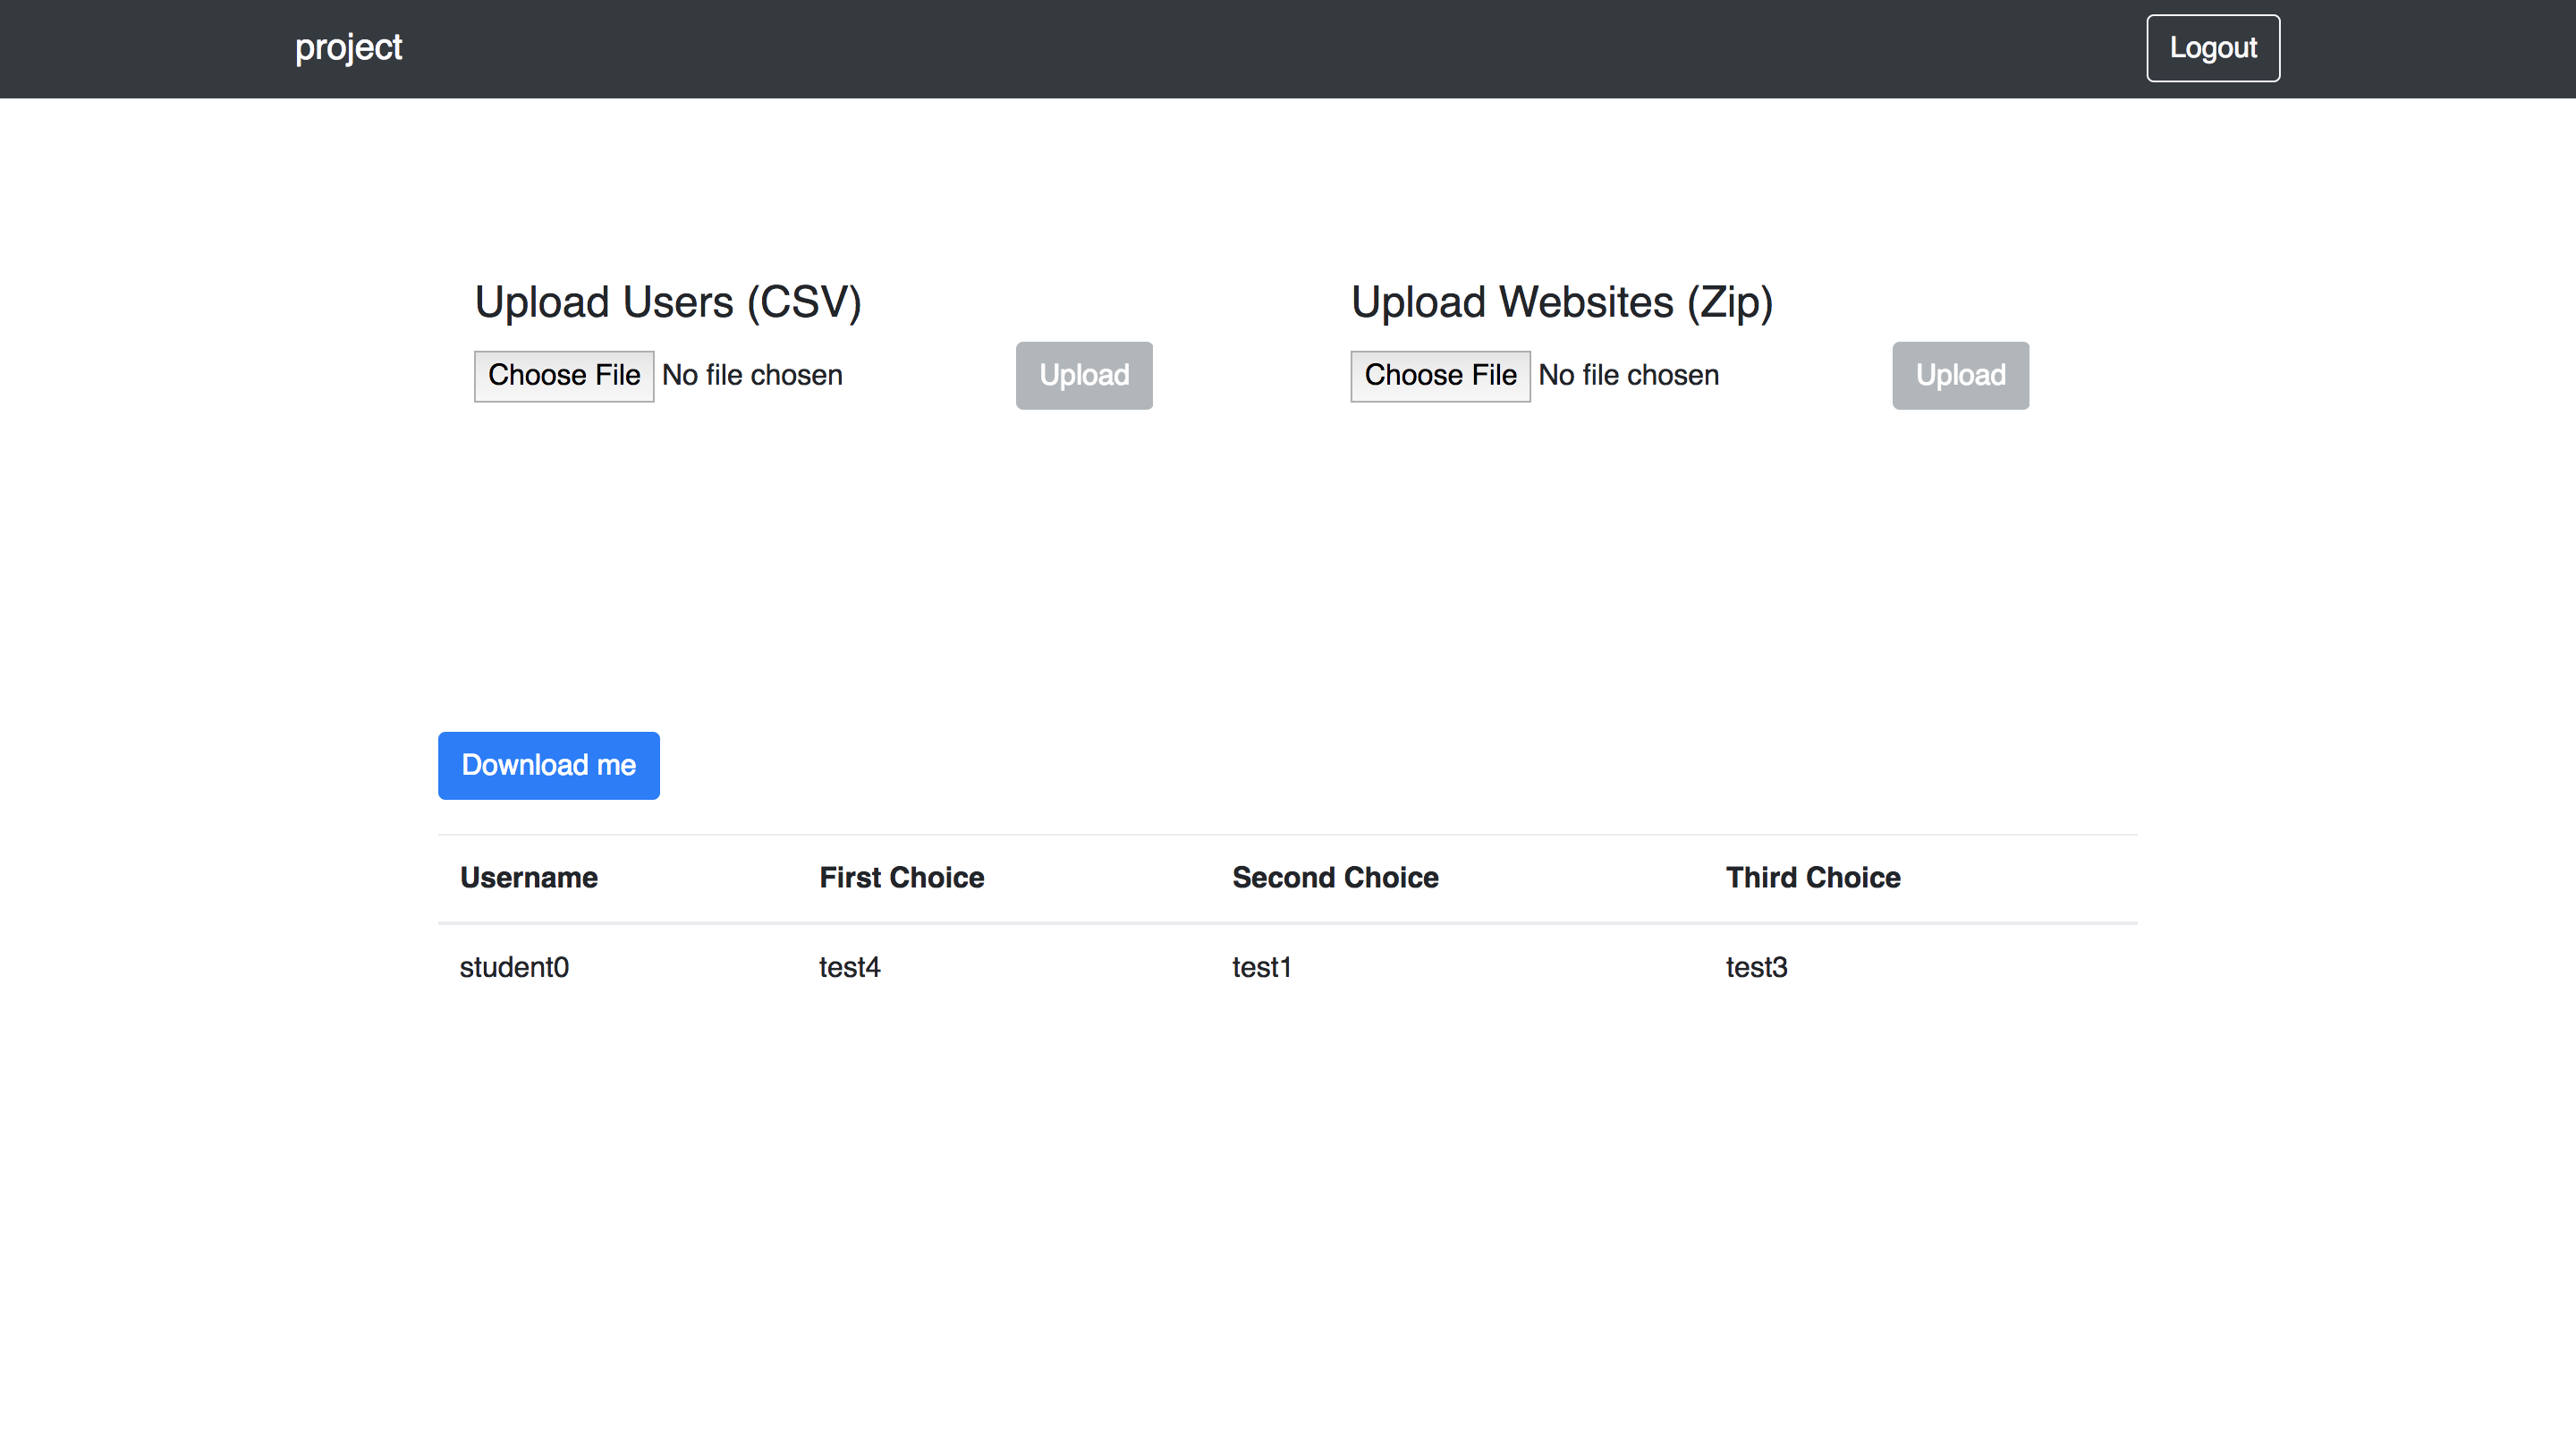 project
Logout
Upload Users (CSV)
Choose File No file chosen
Upload
Upload Websites (Zip)
Choose File No file chosen
Upload
Download me
Username First Choice Second Choice Third Choice
student0 test4 test1 test3